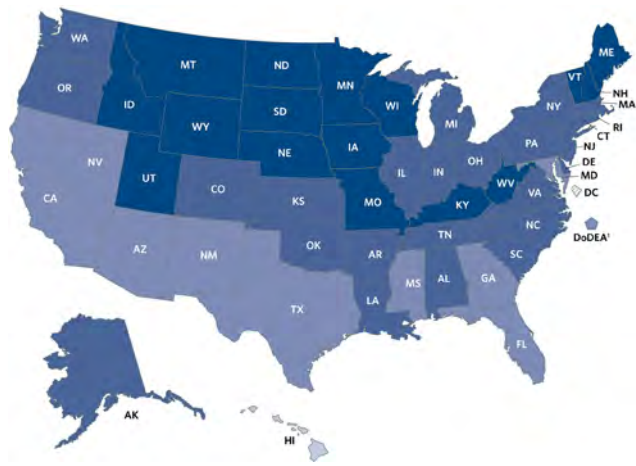 WA
ME
MT
ND
VT
MN
OR
NH
MA
ID
SD
WI
NY
WY
MI
RI
CT
PA
IA
NJ
NE
OH
NV
DE
IL
IN
UT
MD
CO
WV
DC
VA
CA
KS
MO
KY
NC
DoDEA¹
TN
OK
SC
AZ
NM
AR
MS
AL
GA
LA
TX
FL
AK
HI